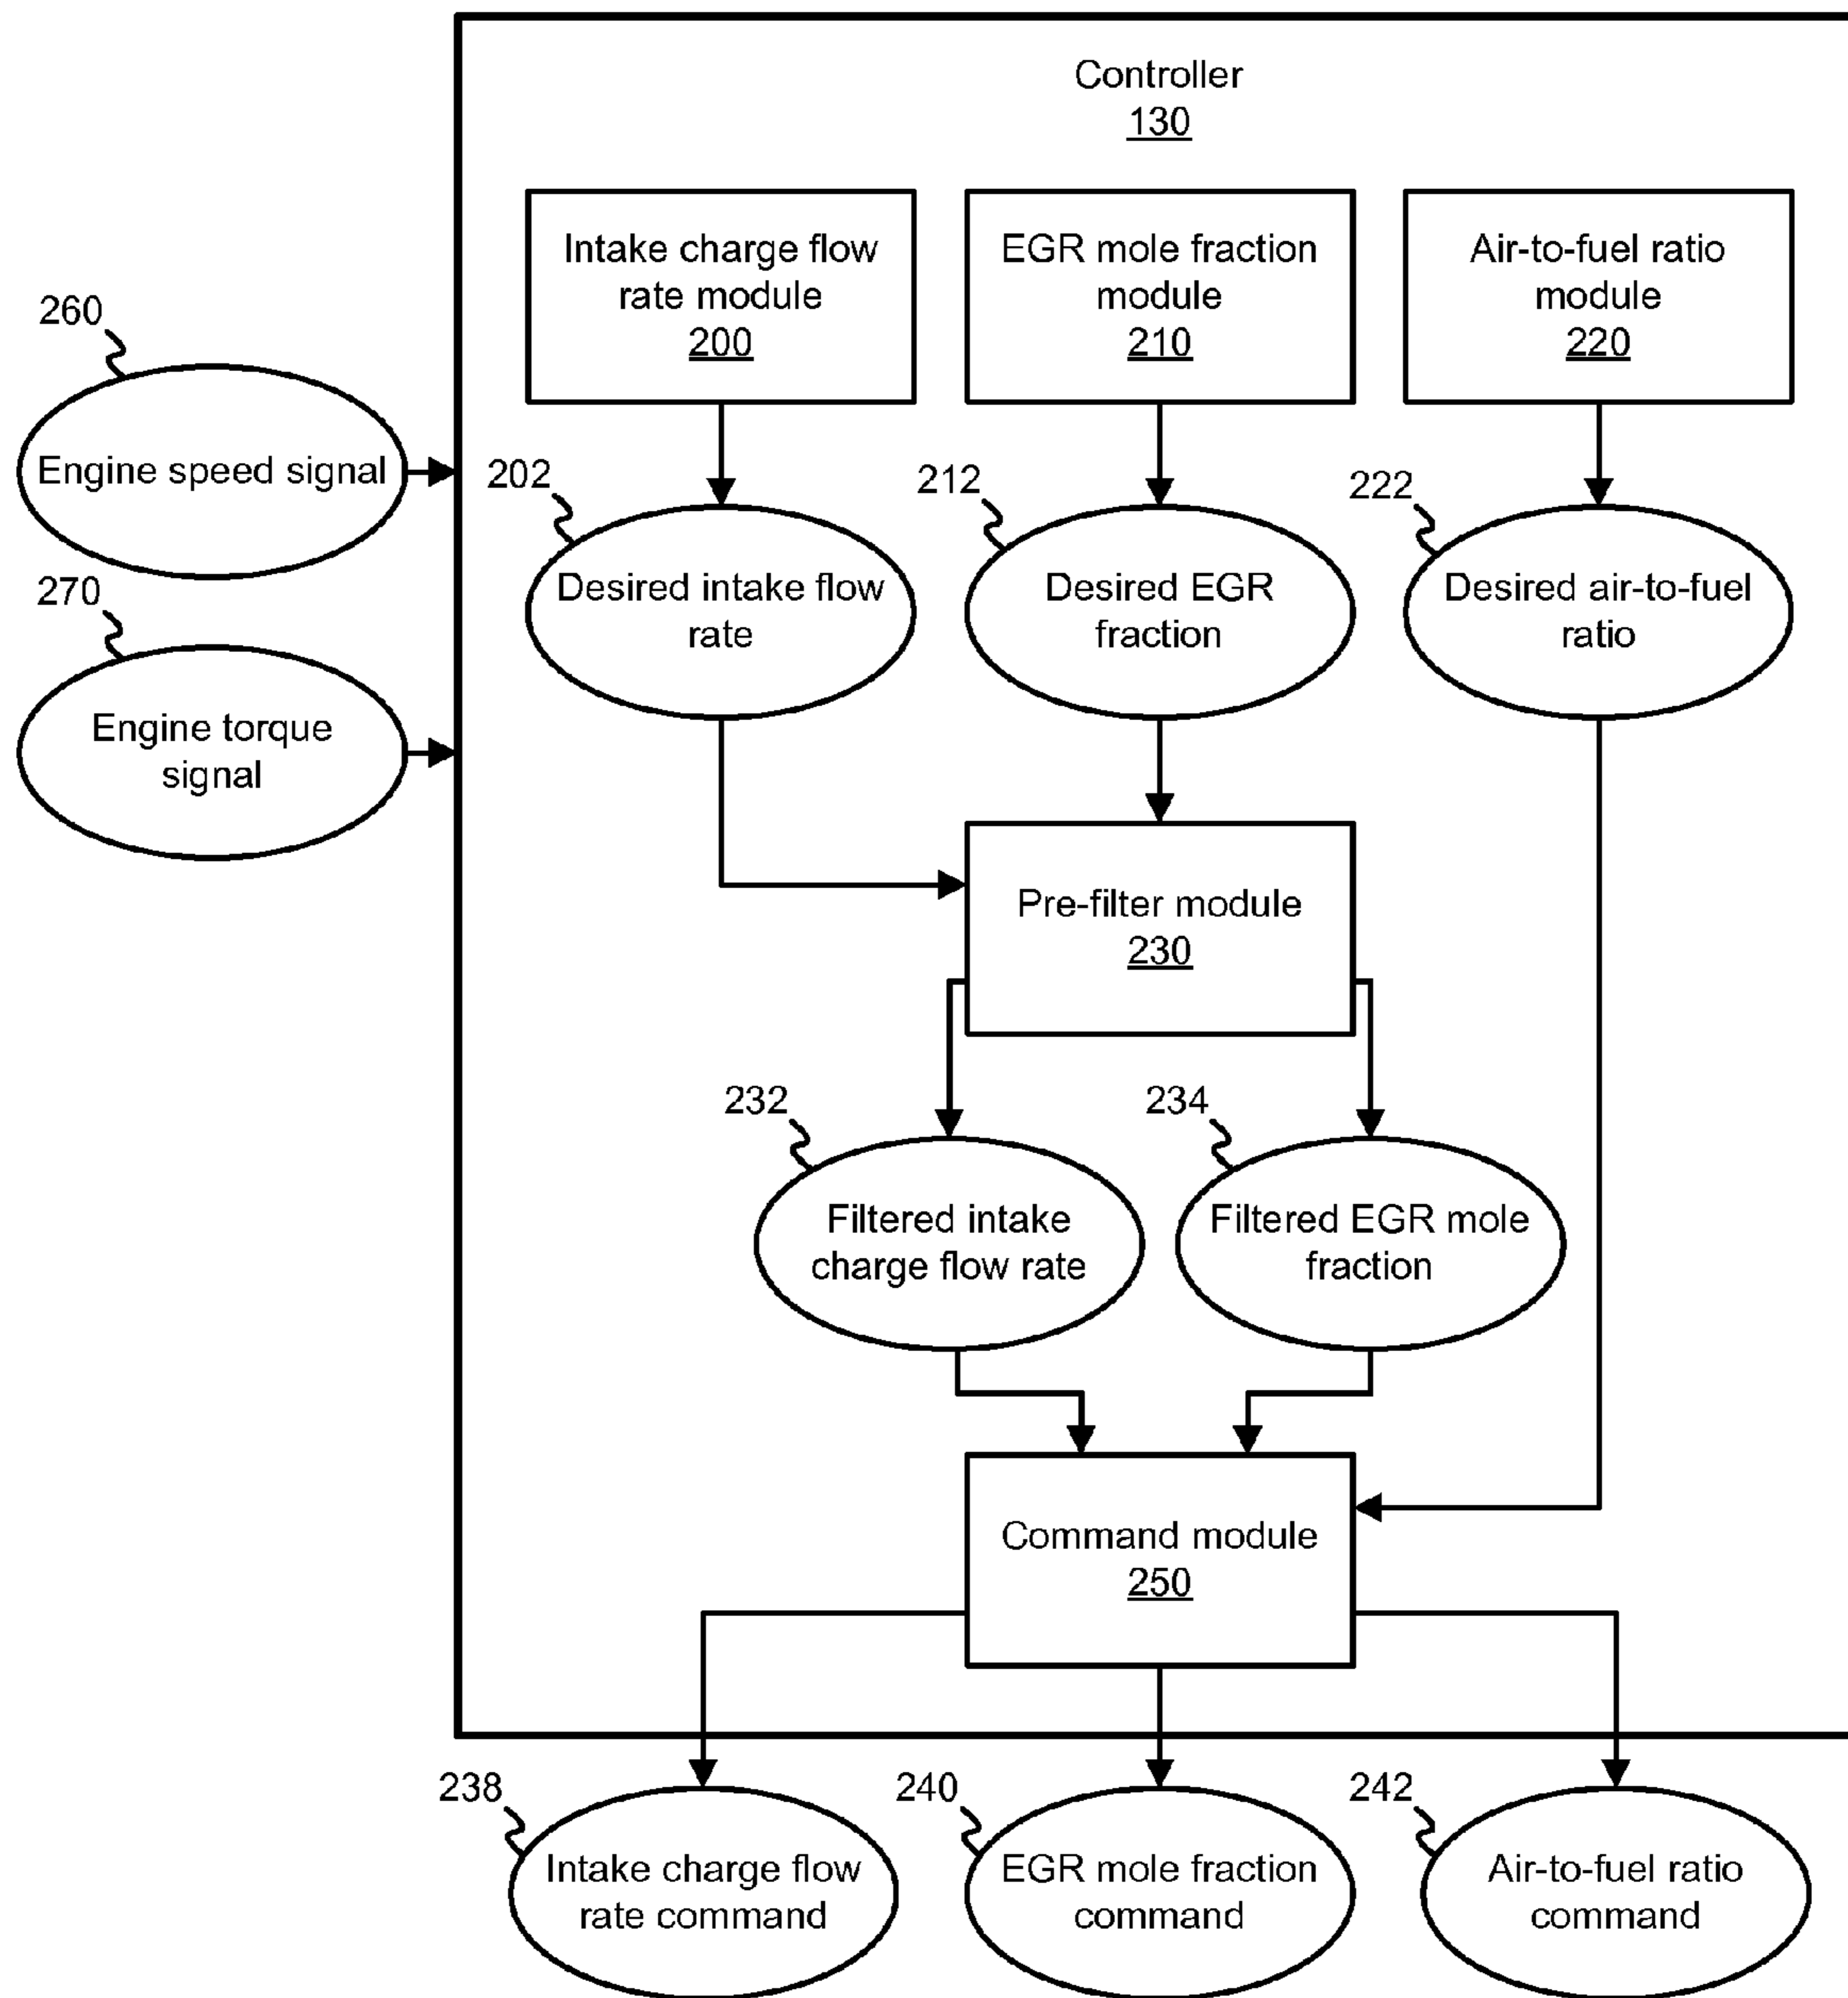 Controller
130
Intake charge flow
rate module
200
EGR mole fraction
module
210
Air-to-fuel ratio
module
220
260
Engine speed signal
270
Engine torque
signal
202
Desired intake flow
rate
212
Desired EGR
fraction
222
Desired air-to-fuel
ratio
Pre-filter module
230
232
Filtered intake
charge flow rate
234
Filtered EGR mole
fraction
Command module
250
238
Intake charge flow
rate command
240
EGR mole fraction
command
242
Air-to-fuel ratio
command